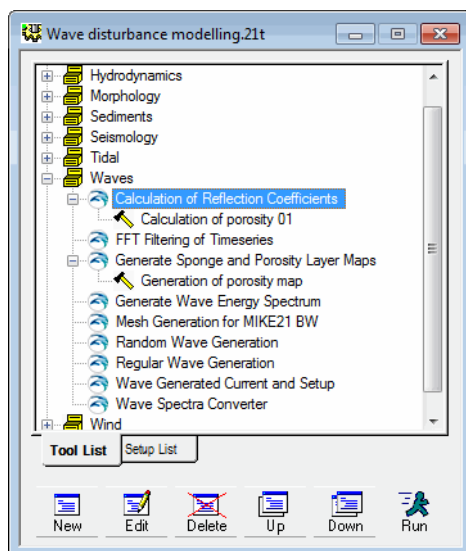 Wave disturbance modelling.21t
Hydrodynamics
Morphology
Sediments
Seismology
Tidal
Waves
Calculation of Reflection Coefficients
Calculation of porosity 01
FFT Filtering of Timeseries
Generate Sponge and Porosity Layer Maps
Generation of porosity map
Generate Wave Energy Spectrum
Mesh Generation for MIKE21 BW
Random Wave Generation
Regular Wave Generation
Wave Generated Current and Setup
Wave Spectra Converter
Wind
Tool List Setup List
New Edit Delete Up Down Run